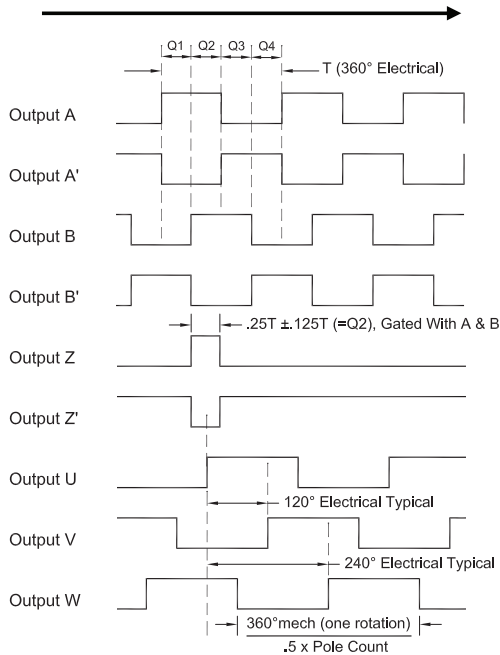 Q1 Q2 Q3 Q4
T (360° Electrical)
Output A
Output A'
Output B
Output B'
.25T ±.125T (=Q2), Gated With A & B
Output Z
Output Z'
Output U
120° Electrical Typical
Output V
240° Electrical Typical
Output W
360°mech (one rotation)
.5 x Pole Count